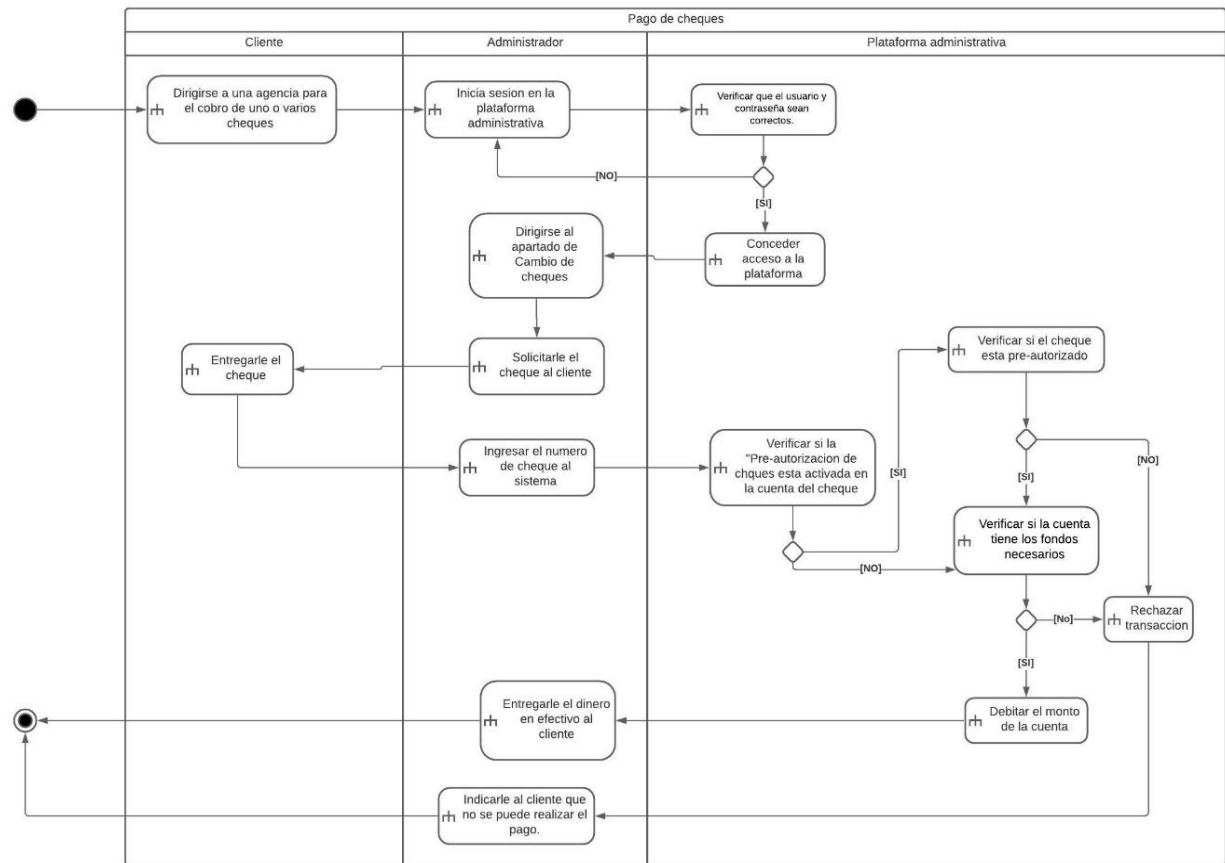 Pago de cheques
Cliente
Administrador
Plataforma administrativa
Dirigirse a una agencia para
el cobro de uno o varios
cheques
Inicia sesion en la
plataforma
administrativa
Verificar que el usuario y
contraseña sean
correctos.
[NO]
[SI]
Dirigirse al
apartado de
Cambio de
cheques
Conceder
acceso a la
plataforma
Entregarle el
cheque
Solicitarle el
cheque al cliente
Verificar si el cheque
esta pre-autorizado
Ingresar el numero
de cheque al
sistema
Verificar si la
"Pre-autorizacion de
chques esta activada en
la cuenta del cheque
[SI]
[NO]
[SI]
[NO]
Verificar si la cuenta
tiene los fondos
necesarios
[No]
Rechazar
transaccion
[SI]
Entregarle el dinero
en efectivo al
cliente
Debitar el monto
de la cuenta
Indicarle al cliente que
no se puede realizar el
pago.